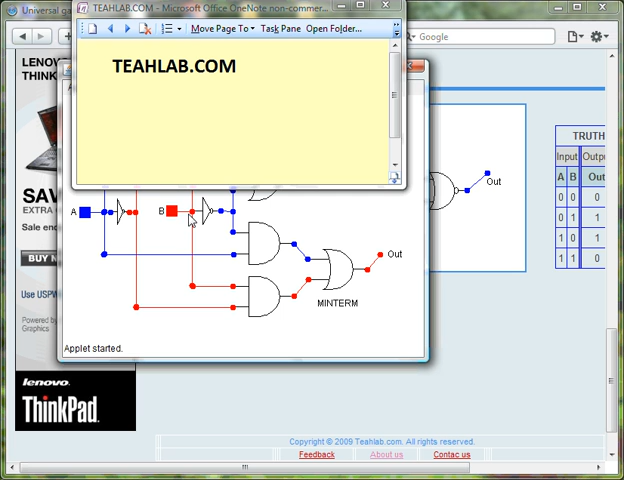 Universal ga
TEAHLAB.COM - Microsoft Office OneNote non-commer...
Move Page To
Task Pane
Open Folder...
Google
TEAHLAB.COM
LENOVO
THINK
SAV
EXTRA
Sale ends
BUY N
Use USPW
Powered by
Graphics
lenovo
ThinkPad.
A
B
Out
MINTERM
Applet started.
Out
TRUTH
Input Outpu
A B Out
0 0 0
0 1 1
1 0 1
1 1 0
Copyright © 2009 Teahlab.com. All rights reserved.
Feedback
About us
Contac us